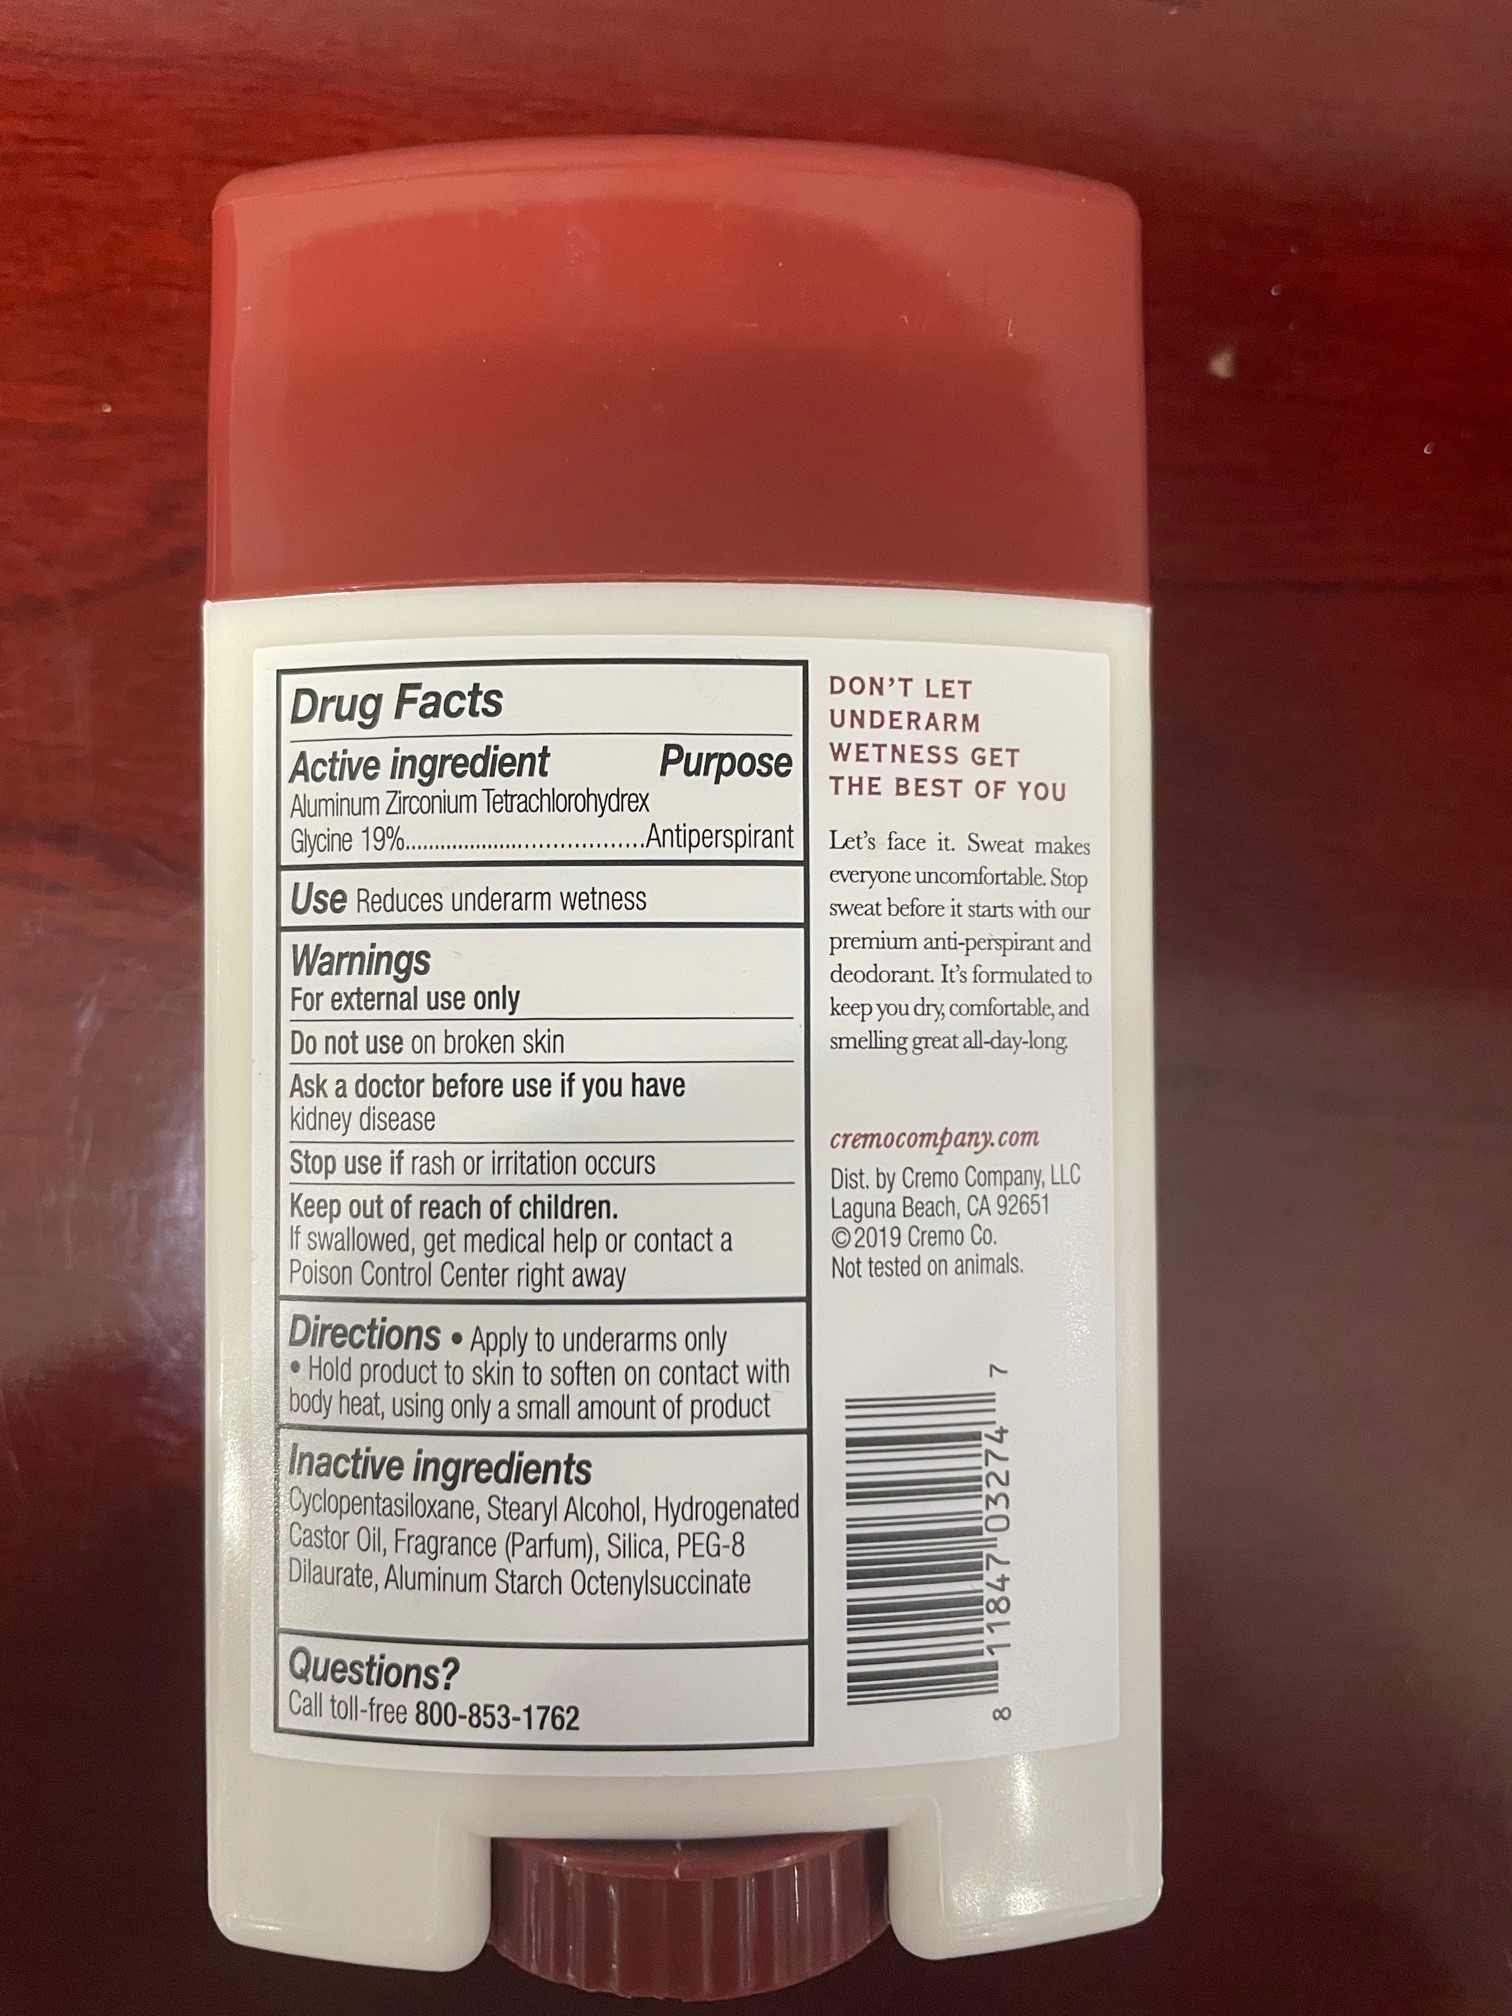 Drug Facts
Active ingredient Purpose
Aluminum Zirconium Tetrachlorohydrex
Glycine 19%......................................Antiperspirant
Use Reduces underarm wetness
Warnings
For external use only
Do not use on broken skin
Ask a doctor before use if you have
kidney disease
Stop use if rash or irritation occurs
Keep out of reach of children.
If swallowed, get medical help or contact a
Poison Control Center right away
Directions • Apply to underarms only
• Hold product to skin to soften on contact with
body heat, using only a small amount of product
Inactive ingredients
Cyclopentasiloxane, Stearyl Alcohol, Hydrogenated
Castor Oil, Fragrance (Parfum), Silica, PEG-8
Dilaurate, Aluminum Starch Octenylsuccinate
Questions?
Call toll-free 800-853-1762
DON'T LET
UNDERARM
WETNESS GET
THE BEST OF YOU
Let's face it. Sweat makes
everyone uncomfortable. Stop
sweat before it starts with our
premium anti-perspirant and
deodorant. It's formulated to
keep you dry, comfortable, and
smelling great all-day-long.
cremocompany.com
Dist. by Cremo Company, LLC
Laguna Beach, CA 92651
©2019 Cremo Co.
Not tested on animals.
8 11847 03274 7